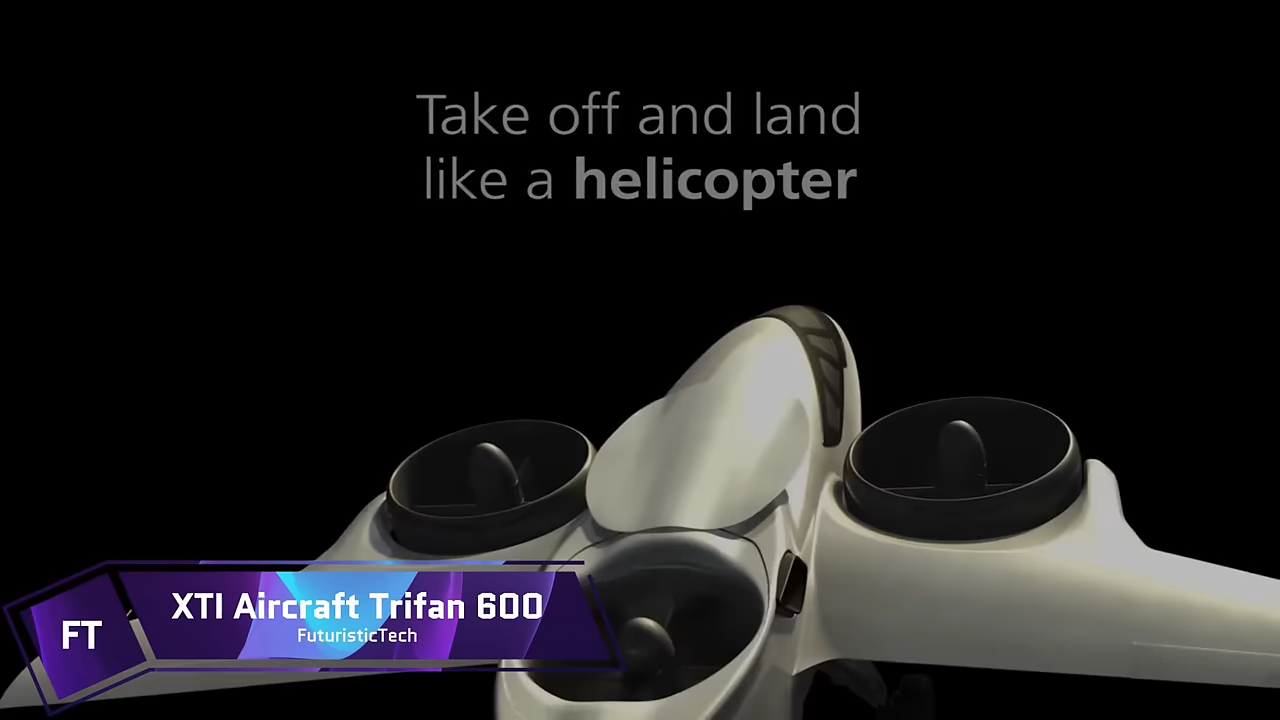 Take off and land
like a helicopter
XTI Aircraft Trifan 600
FuturisticTech
FT